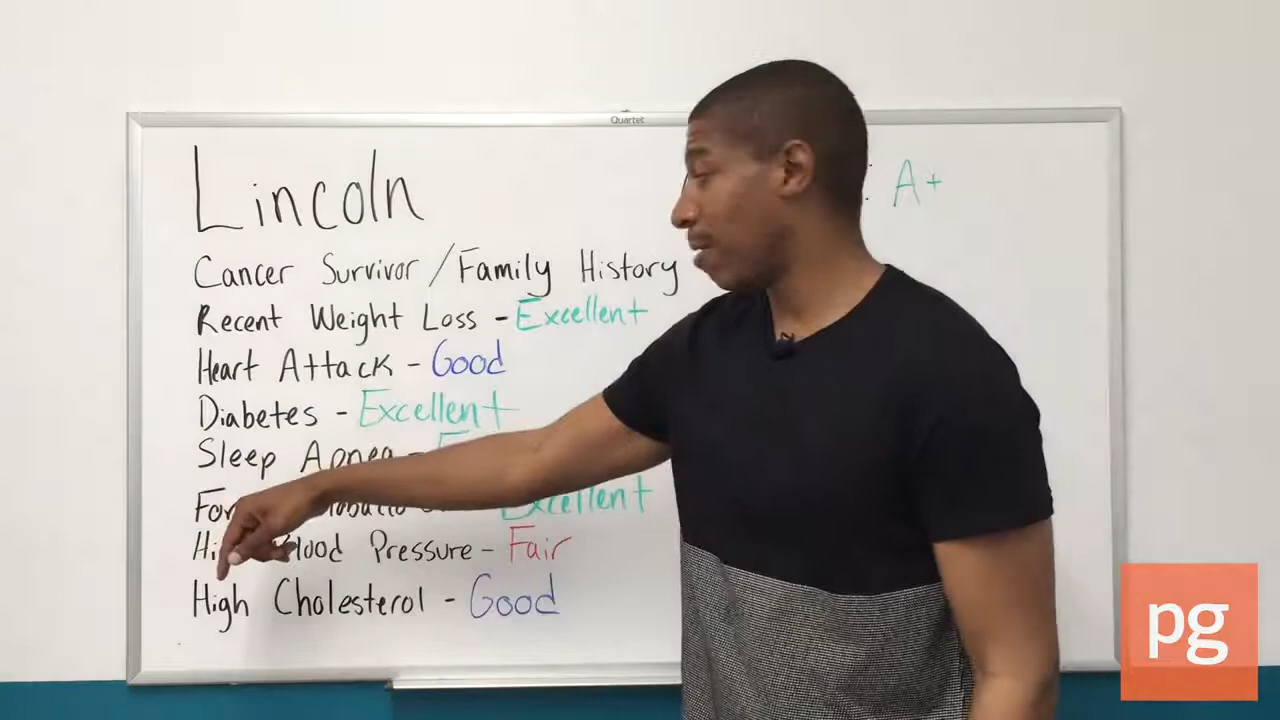 Quartet
Lincoln
: A+
Cancer Survivor / Family History
Recent Weight Loss - Excellent
Heart Attack - Good
Diabetes - Excellent
Sleep Apnea -
Excellent
Blood Pressure - Fair
High Cholesterol - Good
pg